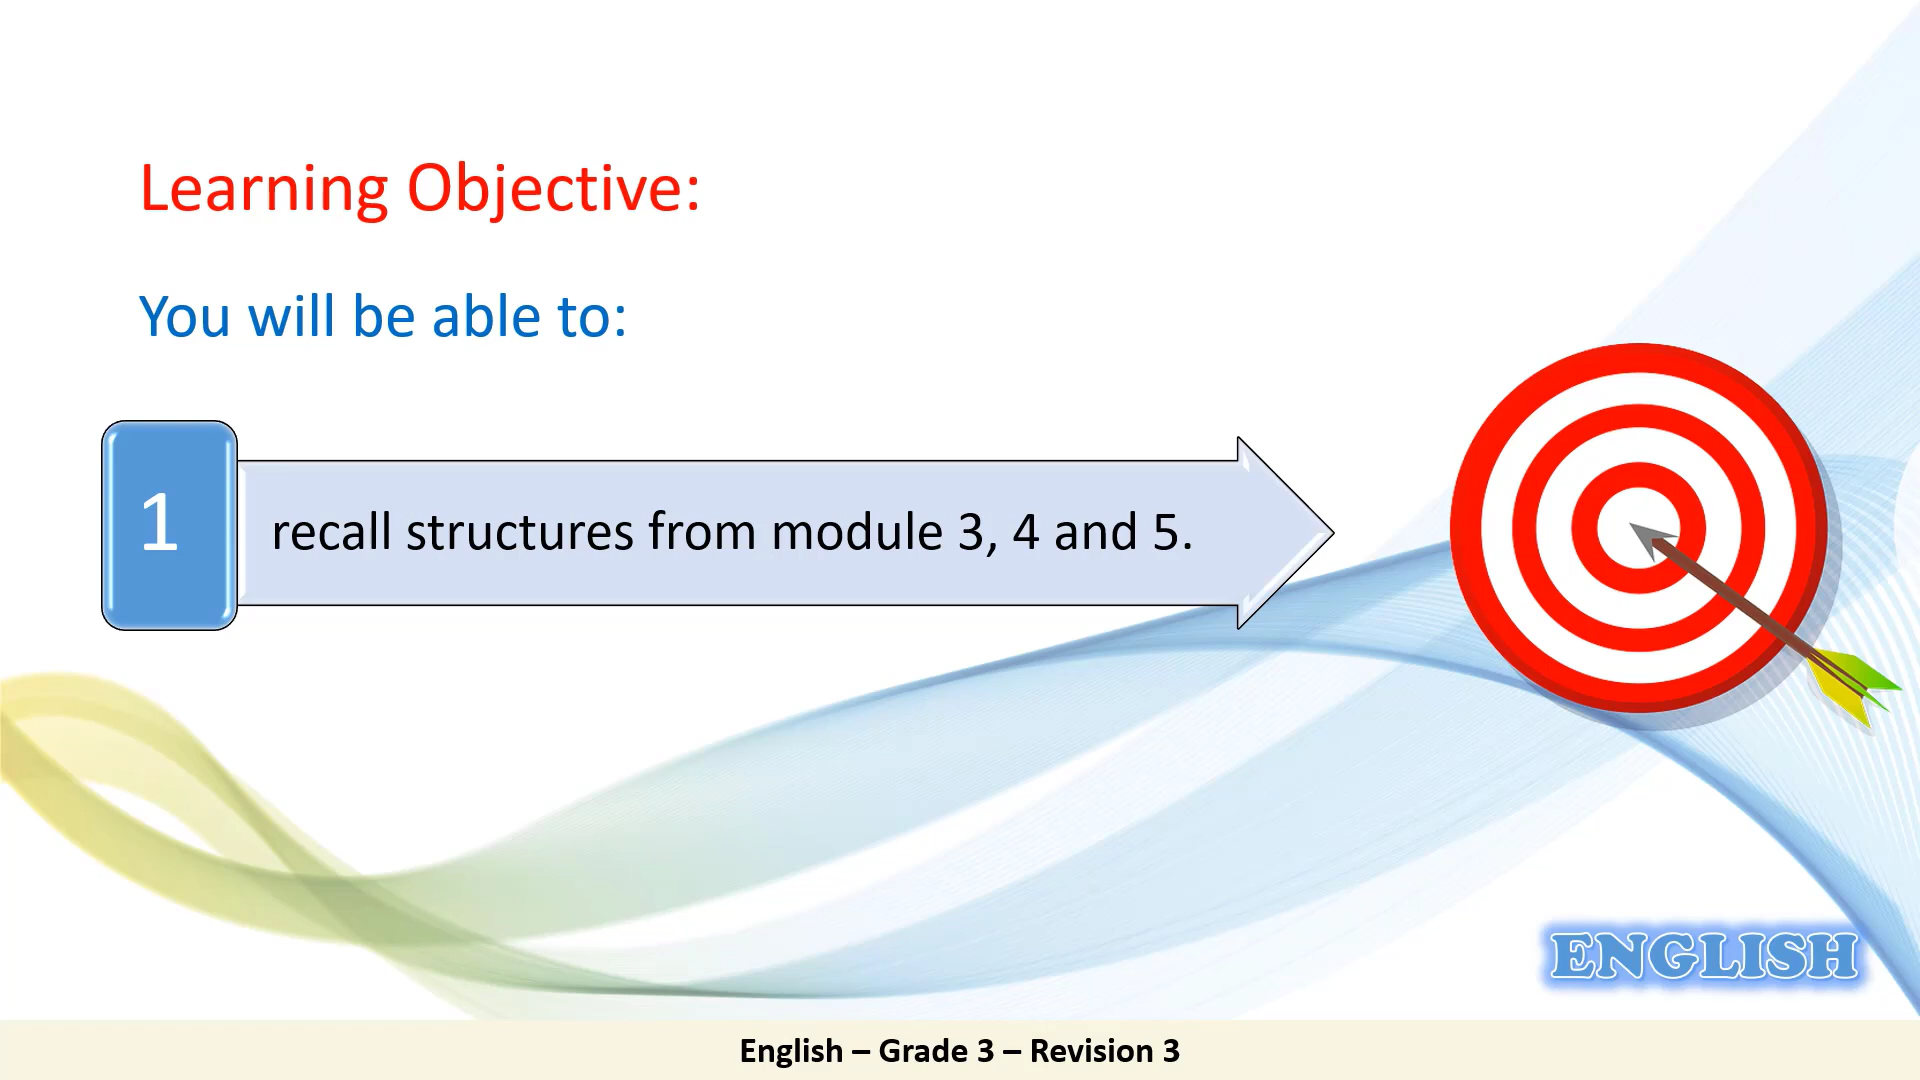 Learning Objective:
You will be able to:
1
recall structures from module 3, 4 and 5.
ENGLISH
English – Grade 3 – Revision 3